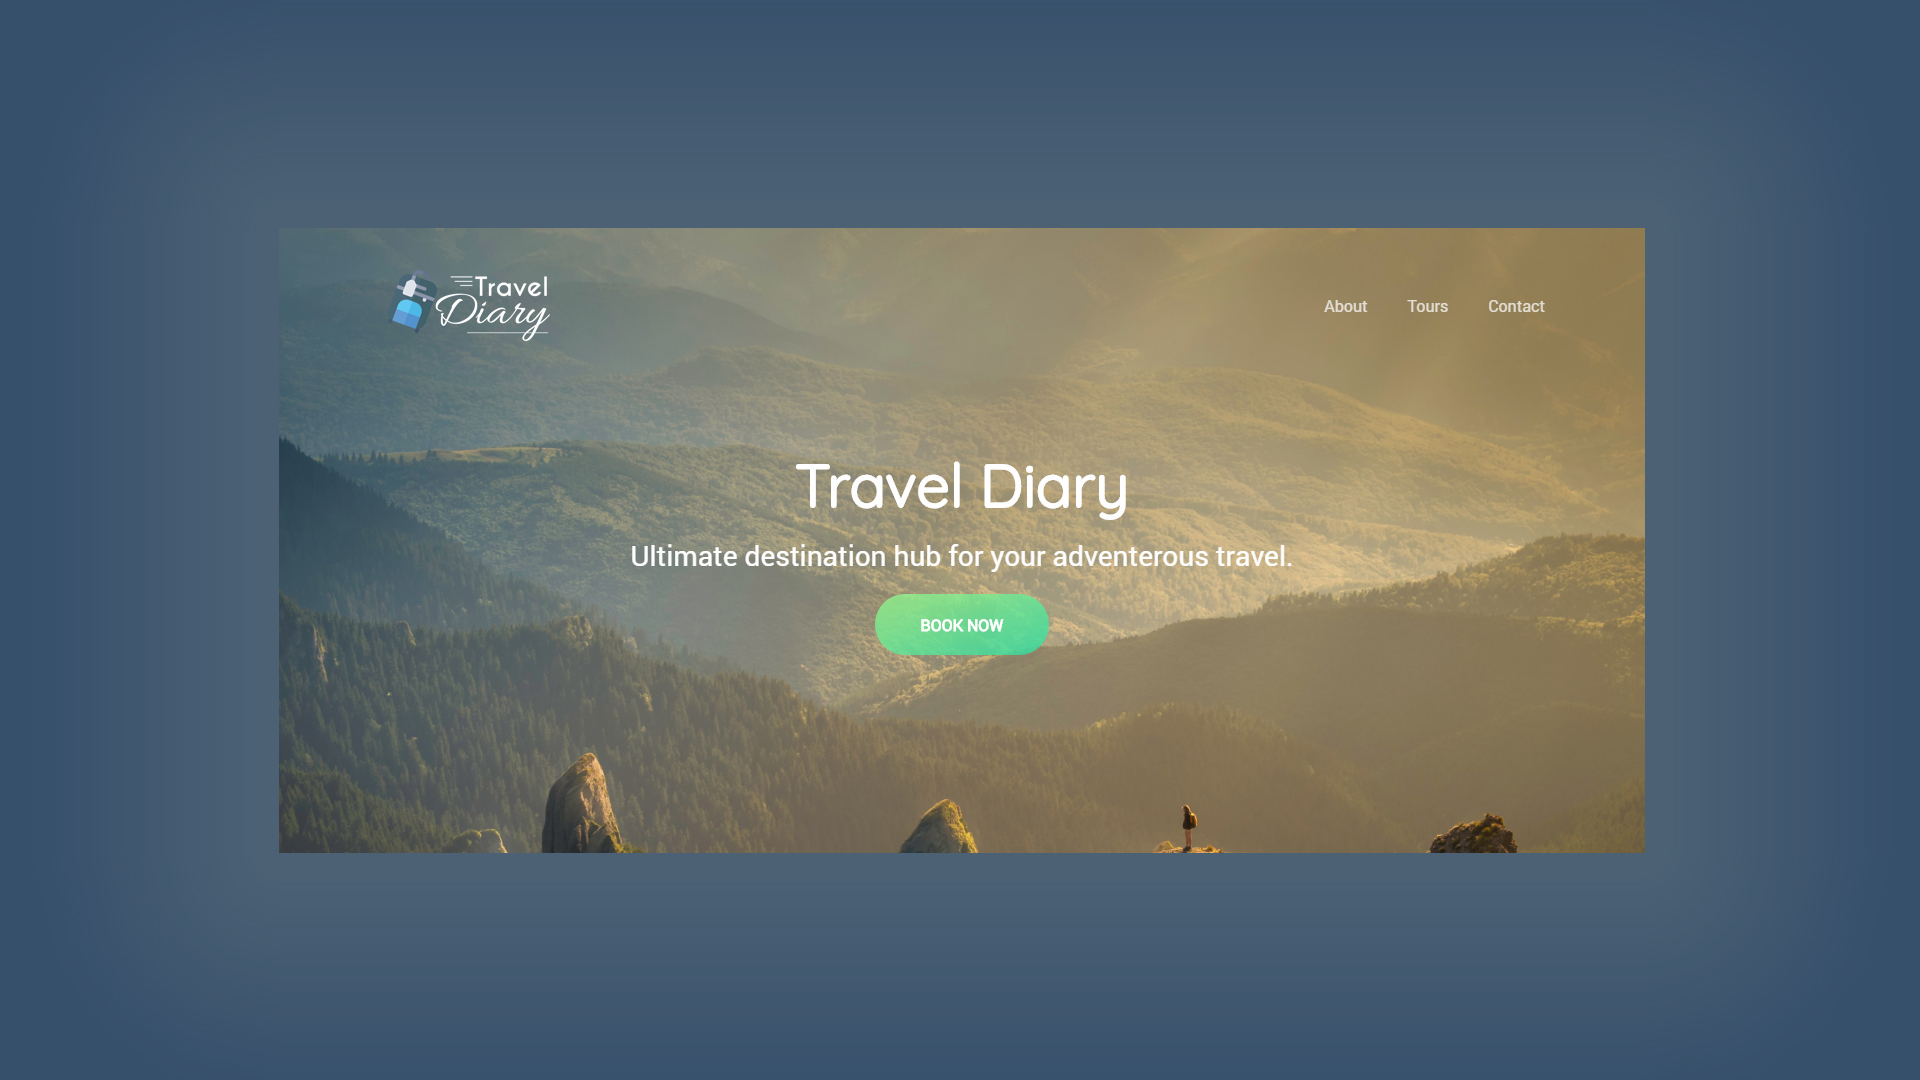 Travel
Diary
About Tours Contact
Travel Diary
Ultimate destination hub for your adventerous travel.
BOOK NOW